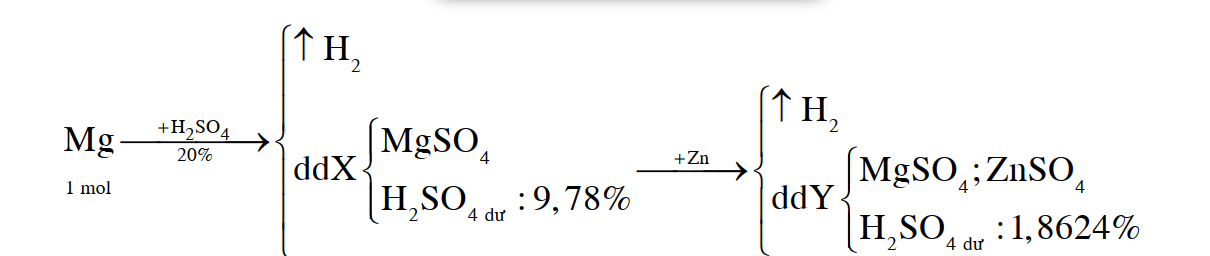 ↑ H₂
Mg +H₂SO₄ 20% → ddX MgSO₄
1 mol
H₂SO₄ dư : 9,78%
+Zn →
↑ H₂
ddY MgSO₄; ZnSO₄
H₂SO₄ dư : 1,8624%